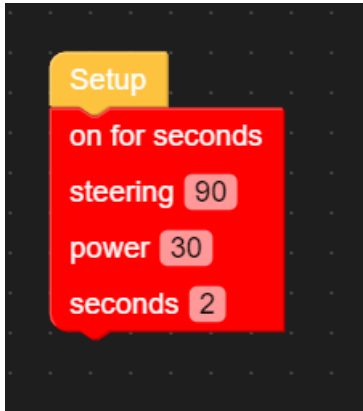 Setup
on for seconds
steering 90
power 30
seconds 2